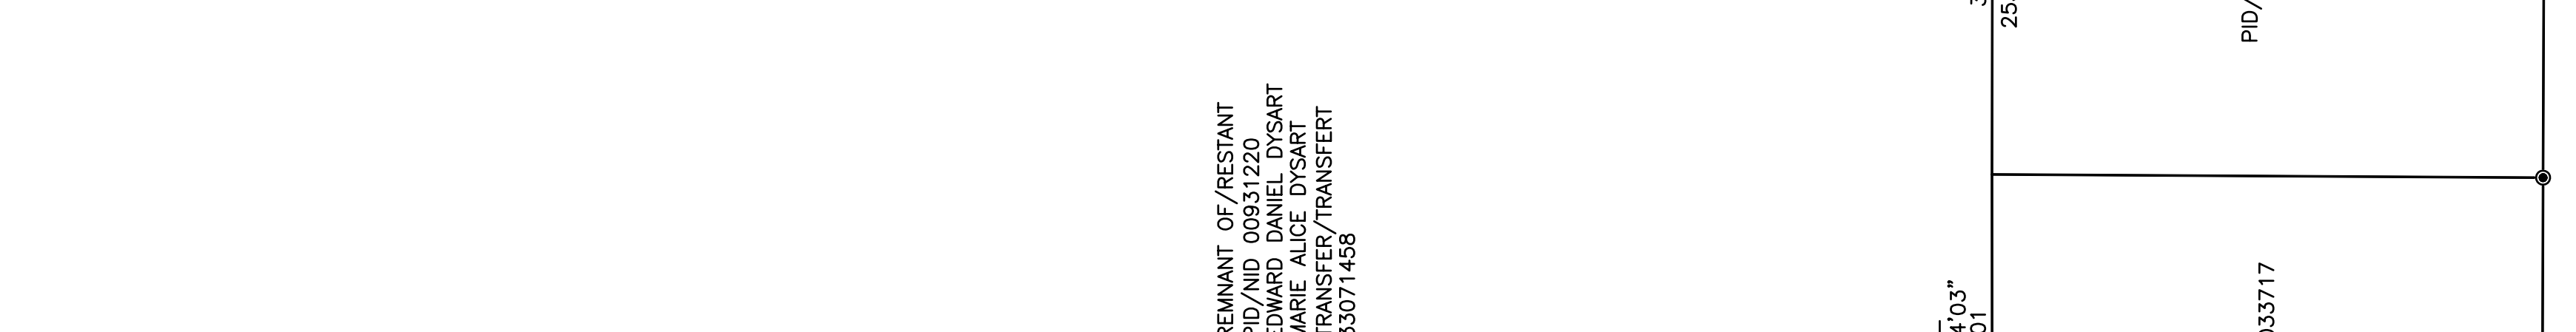 REMNANT OF/RESTANT
PID/NID 00931220
EDWARD DANIEL DYSART
MARIE ALICE DYSART
TRANSFER/TRANSFERT
33071458
4'03"
01
25
PID/
033717